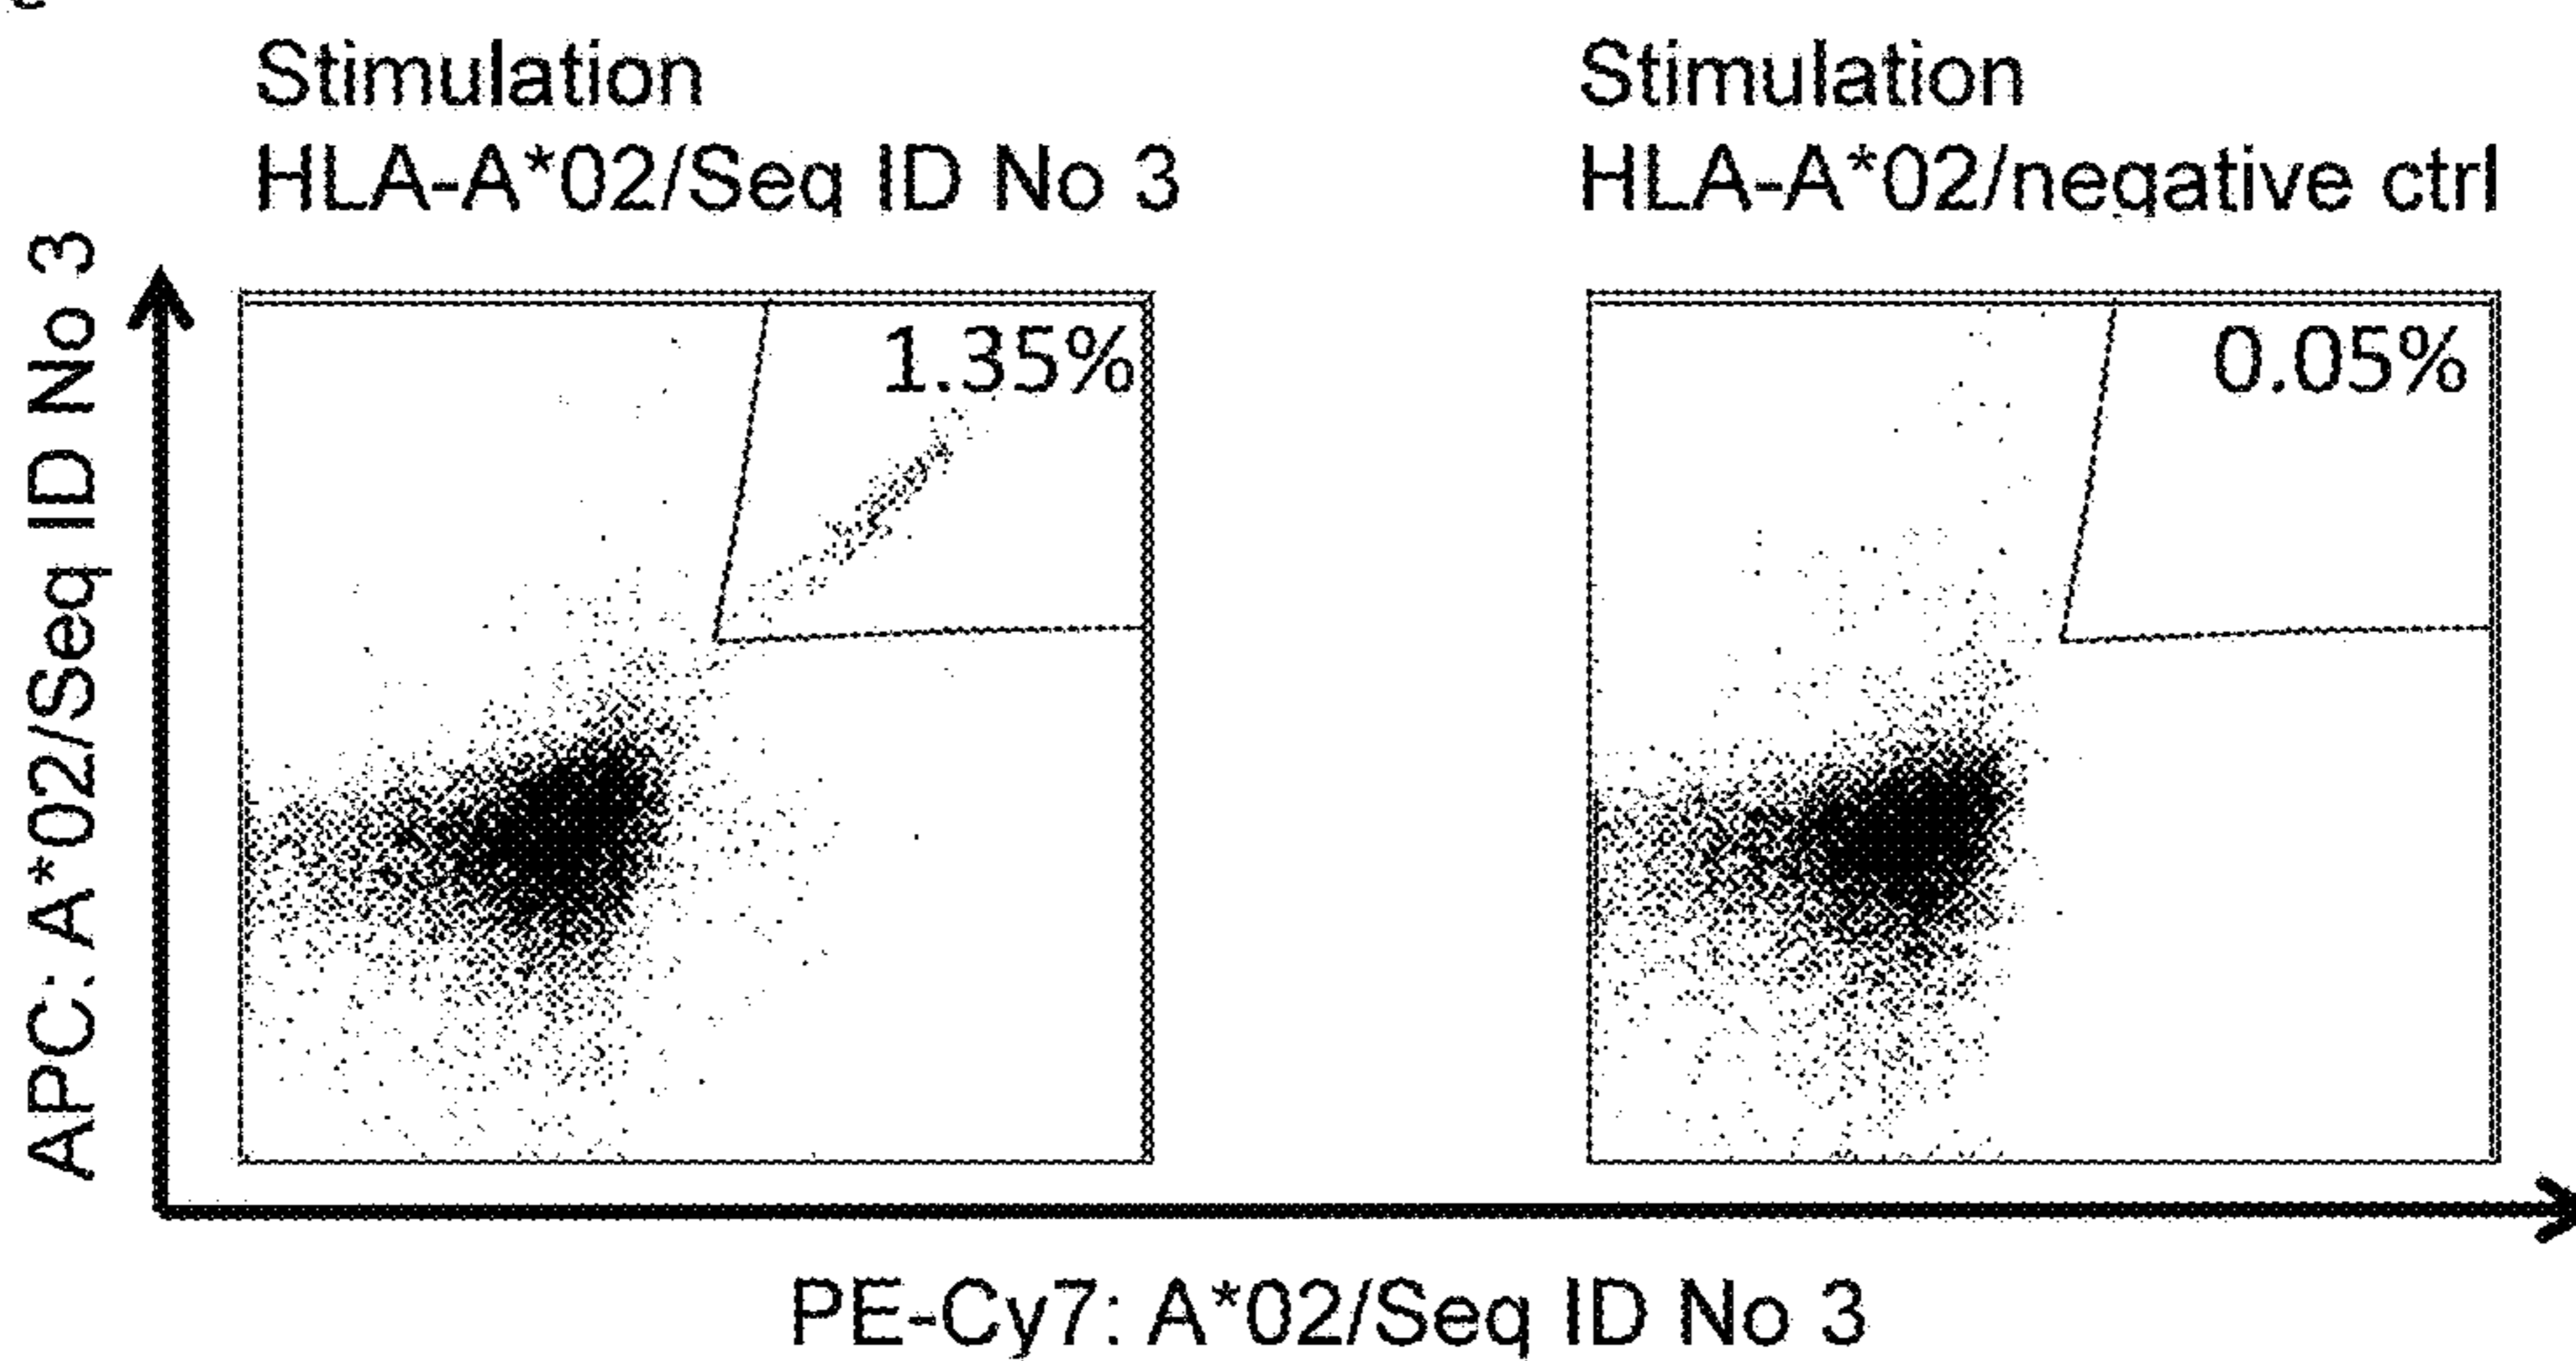 Stimulation
HLA-A*02/Seq ID No 3
Stimulation
HLA-A*02/negative ctrl
APC: A*02/Seq ID No 3
1.35%
0.05%
PE-Cy7: A*02/Seq ID No 3